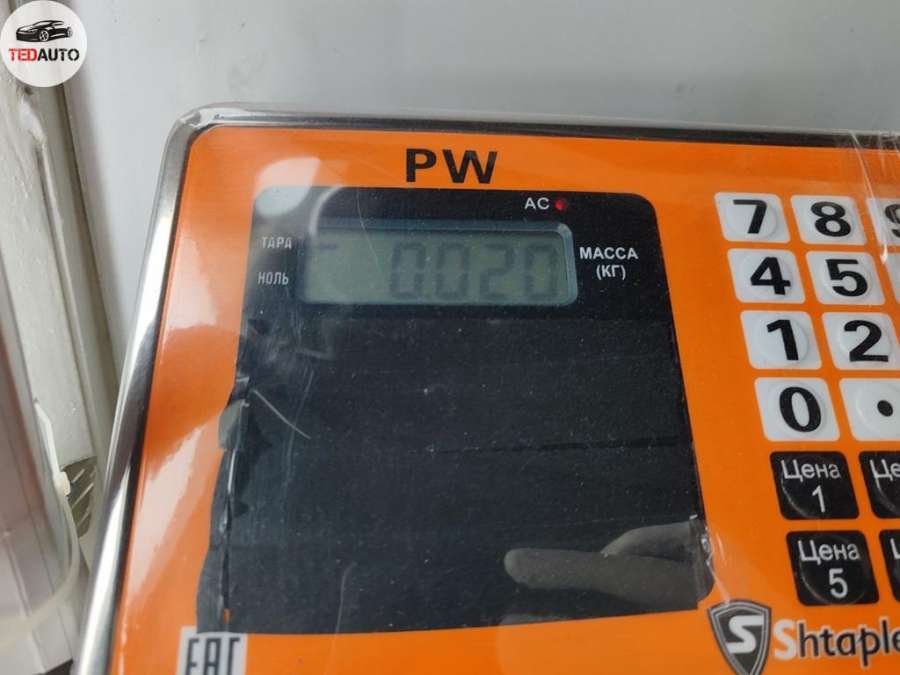 TEDAUTO
PW
AC
ТАРА
НОЛЬ
0.020
МАССА
(КГ)
7 8 9
4 5
1 2
0 .
Цена
1
Цена
5
Shtaple
EAC